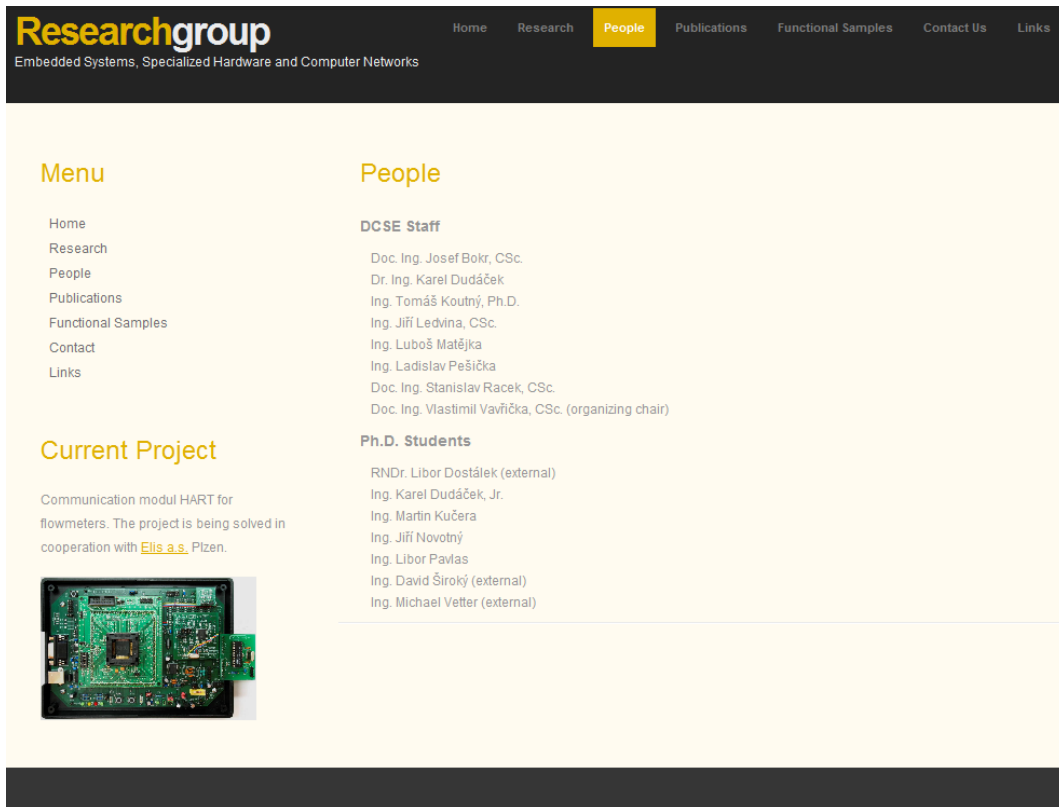 Researchgroup
Embedded Systems, Specialized Hardware and Computer Networks
Home Research People Publications Functional Samples Contact Us Links
Menu
Home
Research
People
Publications
Functional Samples
Contact
Links
Current Project
Communication modul HART for
flowmeters. The project is being solved in
cooperation with Elis a.s. Plzen.
People
DCSE Staff
Doc. Ing. Josef Bokr, CSc.
Dr. Ing. Karel Dudáček
Ing. Tomáš Koutný, Ph.D.
Ing. Jiří Ledvina, CSc.
Ing. Luboš Matějka
Ing. Ladislav Pešička
Doc. Ing. Stanislav Racek, CSc.
Doc. Ing. Vlastimil Vavřička, CSc. (organizing chair)
Ph.D. Students
RNDr. Libor Dostálek (external)
Ing. Karel Dudáček, Jr.
Ing. Martin Kučera
Ing. Jiří Novotný
Ing. Libor Pavlas
Ing. David Široký (external)
Ing. Michael Vetter (external)